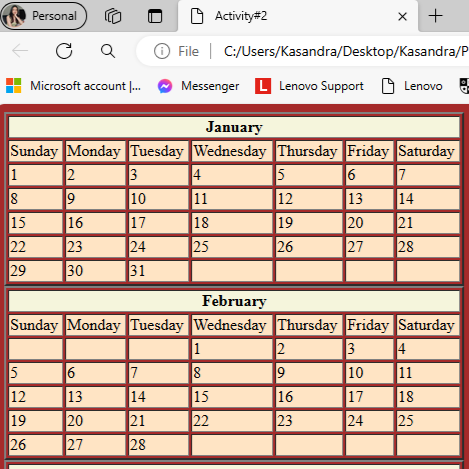 Personal
Activity#2
File C:/Users/Kasandra/Desktop/Kasandra/P
Microsoft account |... Messenger L Lenovo Support Lenovo
January
Sunday Monday Tuesday Wednesday Thursday Friday Saturday
1 2 3 4 5 6 7
8 9 10 11 12 13 14
15 16 17 18 19 20 21
22 23 24 25 26 27 28
29 30 31
February
Sunday Monday Tuesday Wednesday Thursday Friday Saturday
1 2 3 4
5 6 7 8 9 10 11
12 13 14 15 16 17 18
19 20 21 22 23 24 25
26 27 28